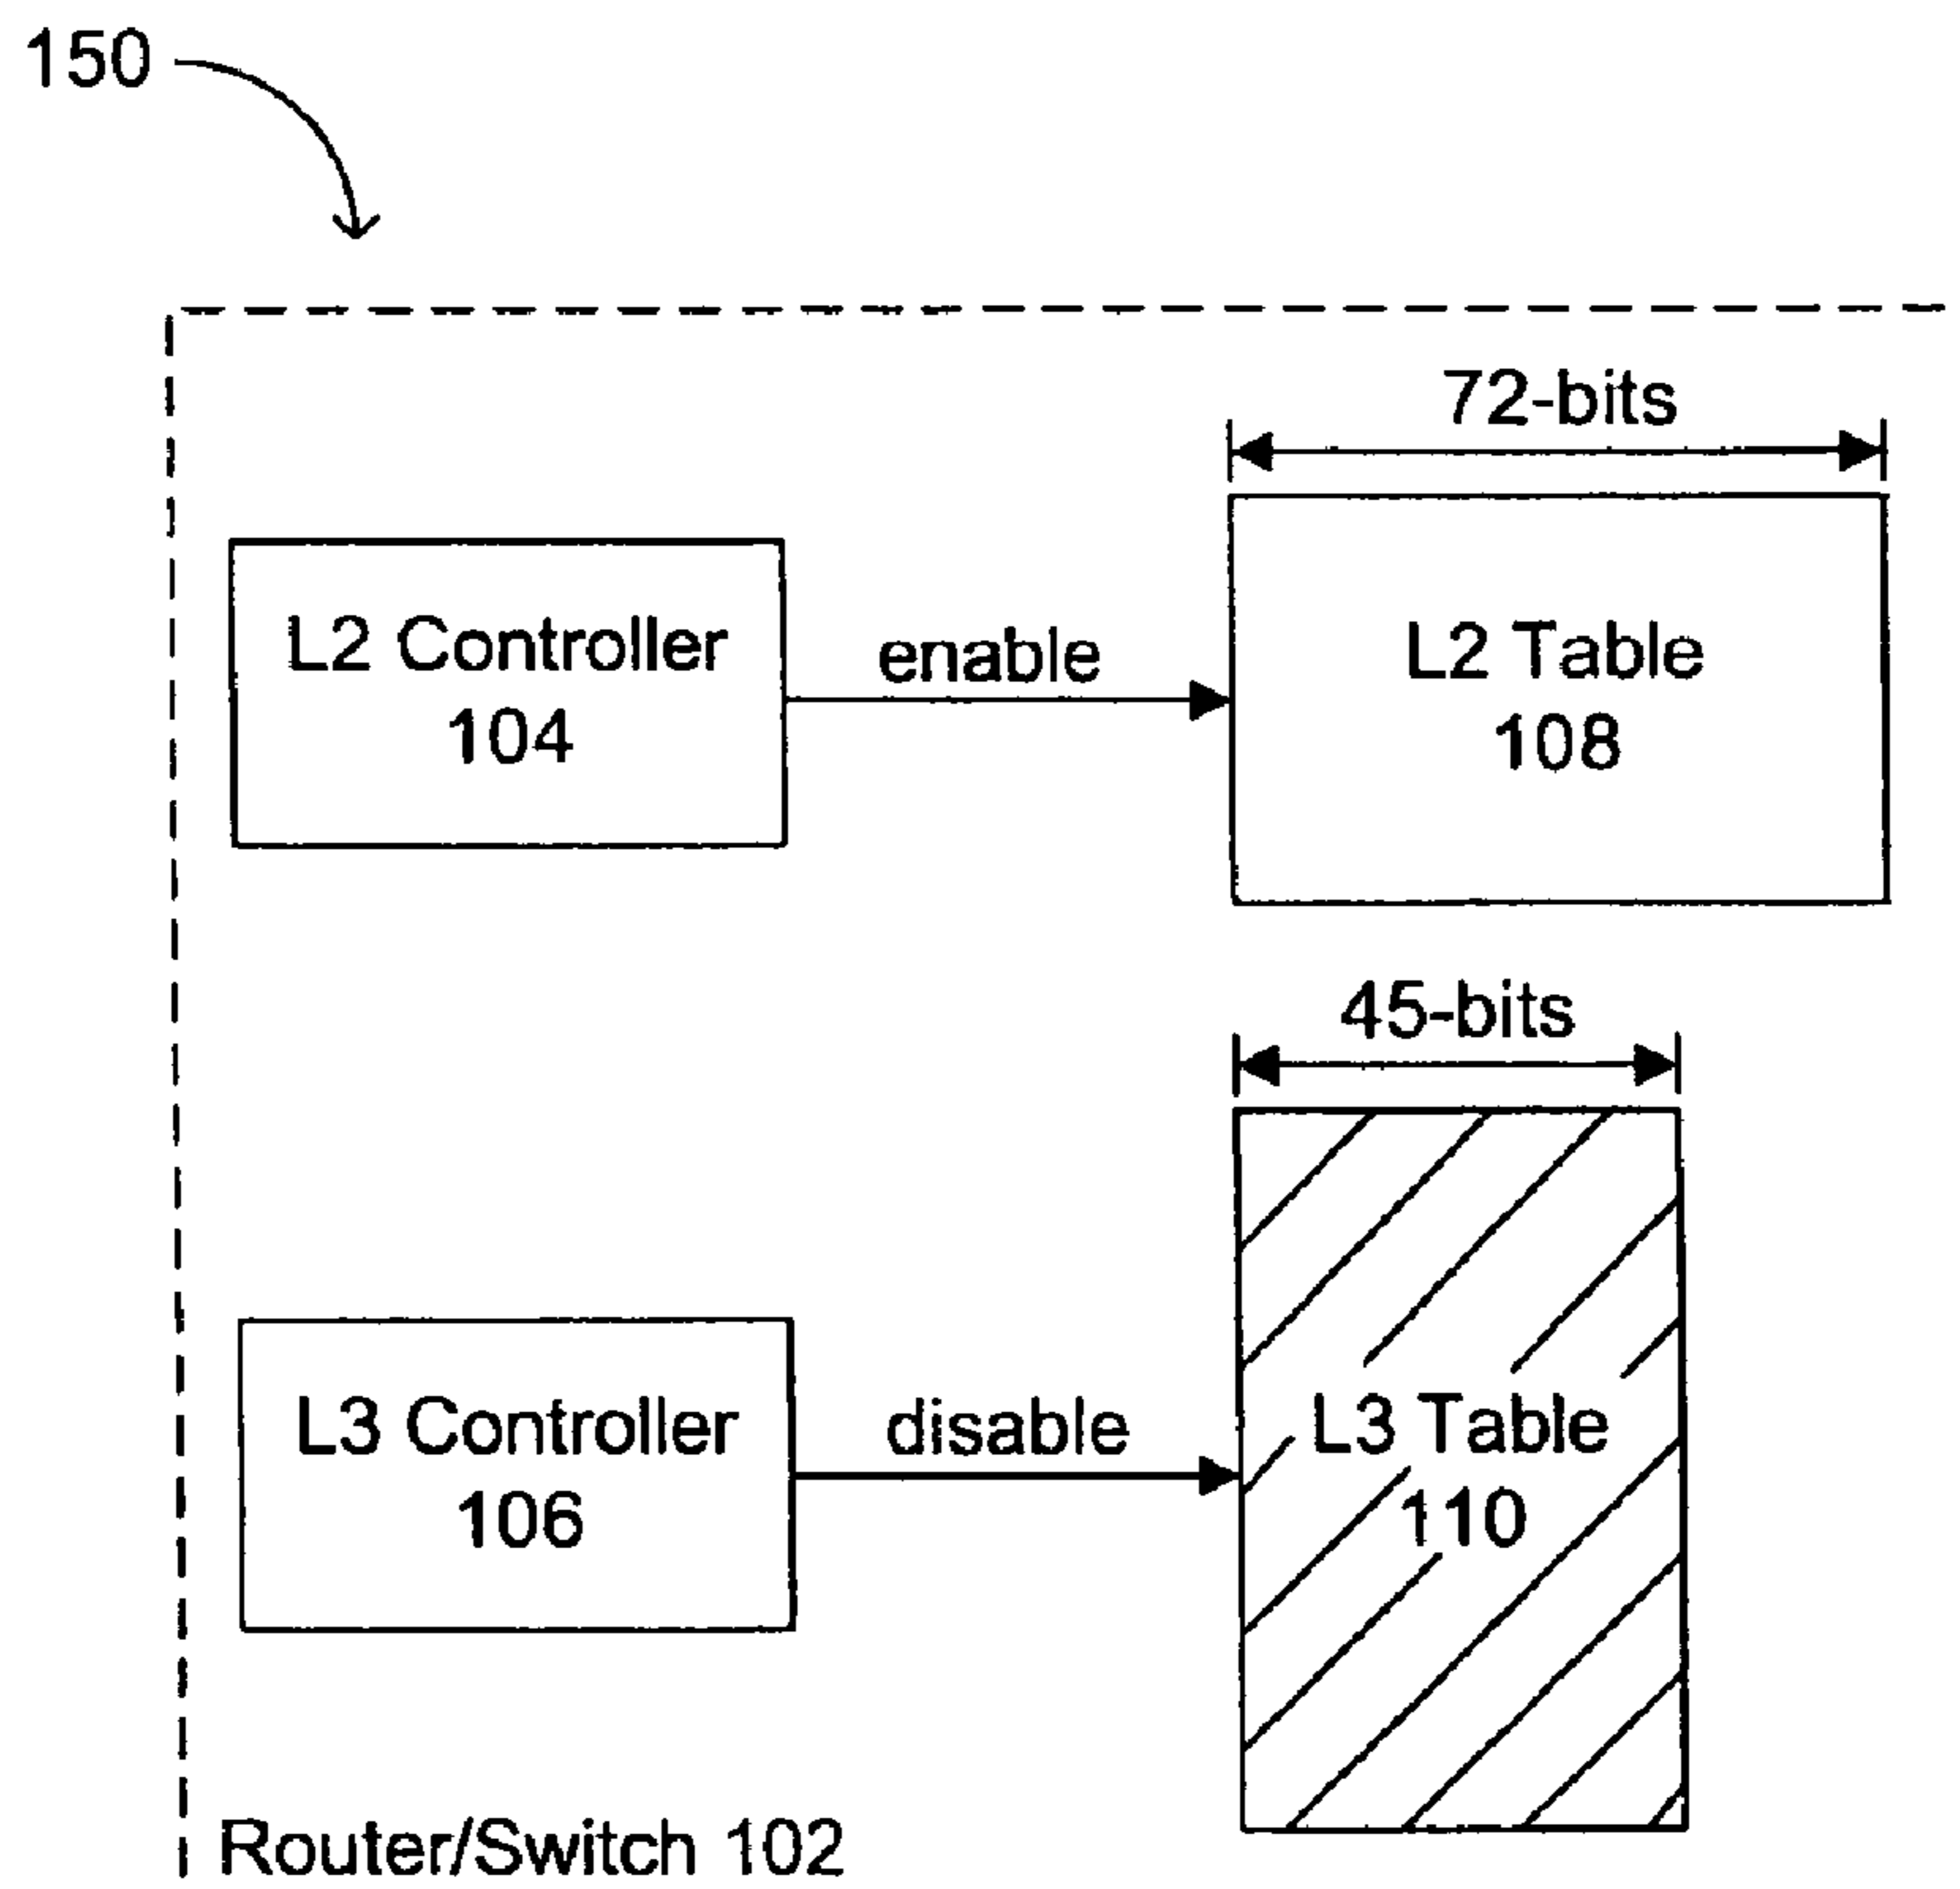 150
72-bits
L2 Controller
104
enable
L2 Table
108
45-bits
L3 Controller
106
disable
L3 Table
110
Router/Switch 102